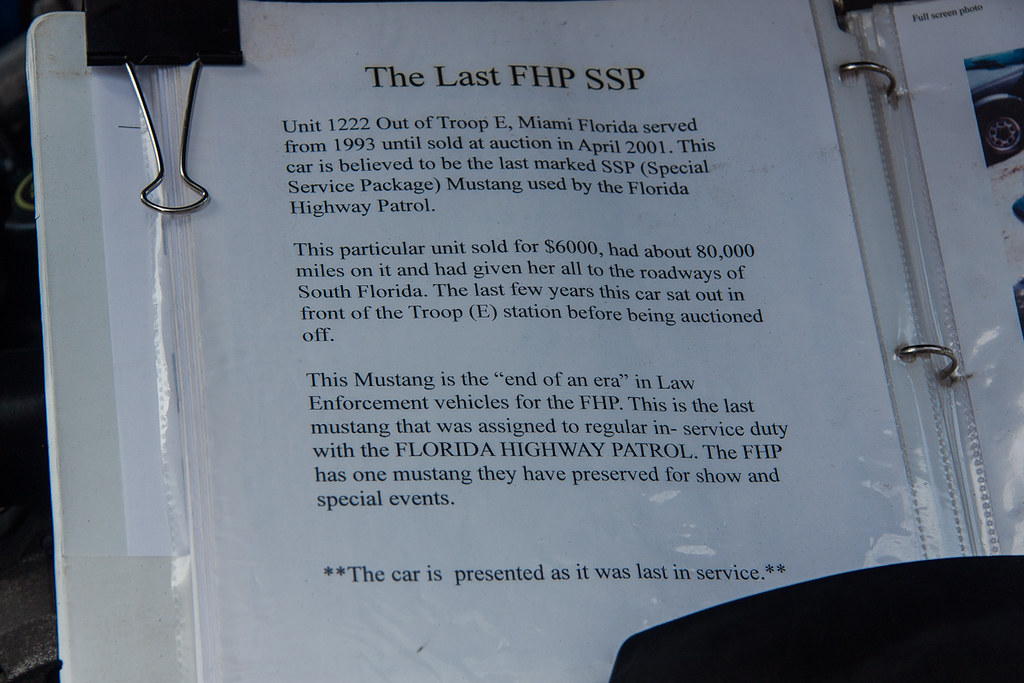 Full screen photo
The Last FHP SSP
Unit 1222 Out of Troop E, Miami Florida served
from 1993 until sold at auction in April 2001. This
car is believed to be the last marked SSP (Special
Service Package) Mustang used by the Florida
Highway Patrol.
This particular unit sold for $6000, had about 80,000
miles on it and had given her all to the roadways of
South Florida. The last few years this car sat out in
front of the Troop (E) station before being auctioned
off.
This Mustang is the “end of an era” in Law
Enforcement vehicles for the FHP. This is the last
mustang that was assigned to regular in- service duty
with the FLORIDA HIGHWAY PATROL. The FHP
has one mustang they have preserved for show and
special events.
**The car is  presented as it was last in service.**